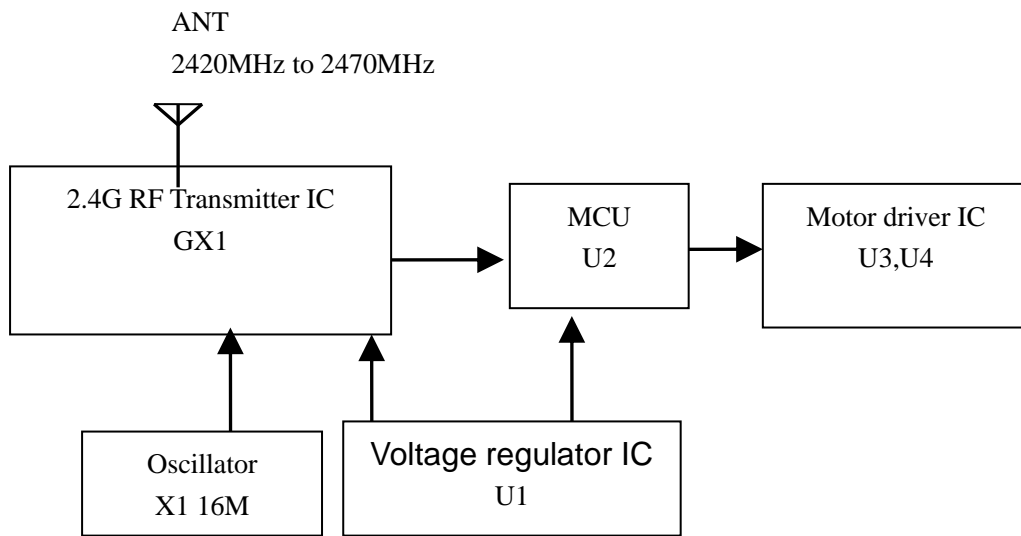 ANT
2420MHz to 2470MHz
2.4G RF Transmitter IC
GX1
MCU
U2
Motor driver IC
U3,U4
Oscillator
X1 16M
Voltage regulator IC
U1